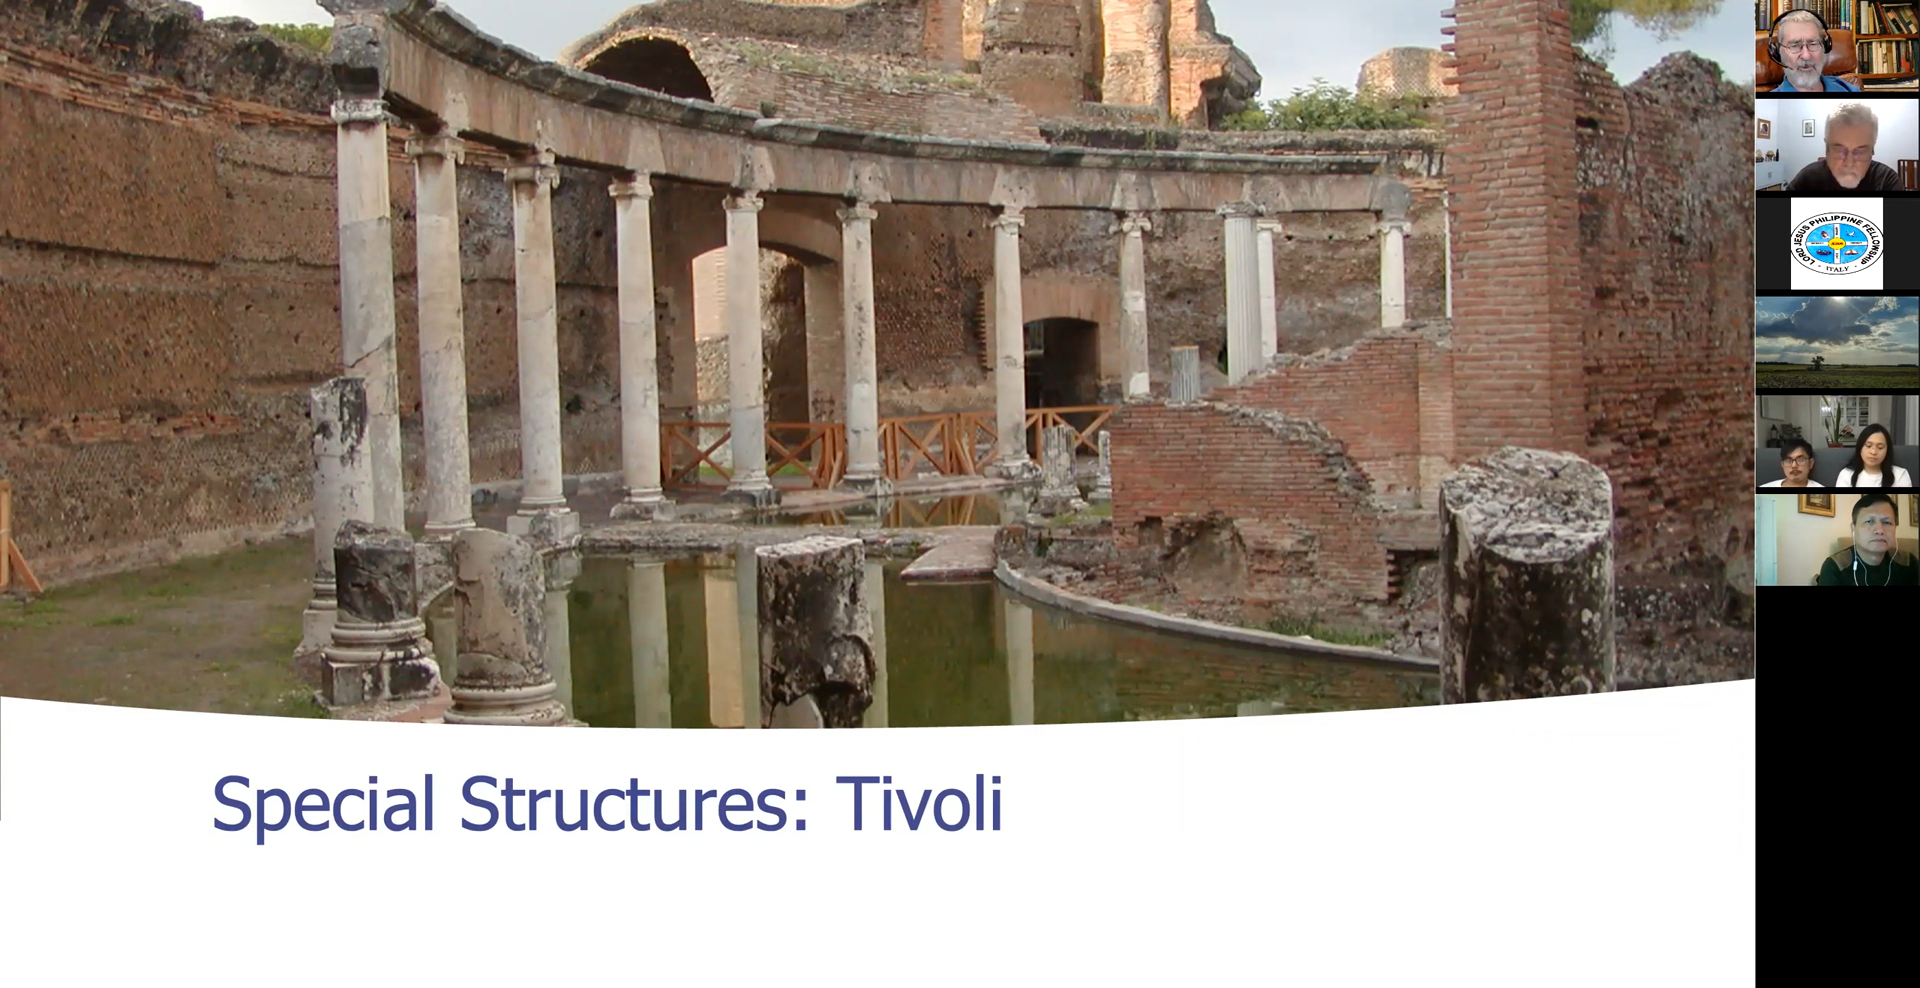 Special Structures: Tivoli
LORD JESUS PHILIPPINE FELLOWSHIP
• ITALY •